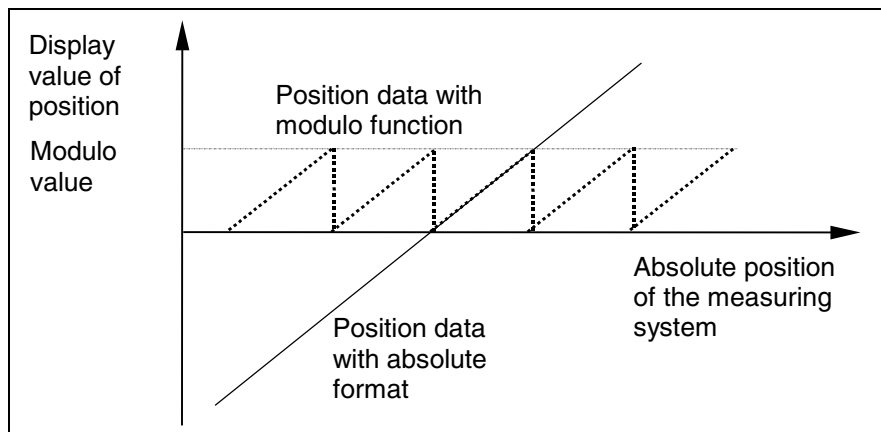 Display
value of
position
Position data with
modulo function
Modulo
value
Absolute position
of the measuring
system
Position data
with absolute
format